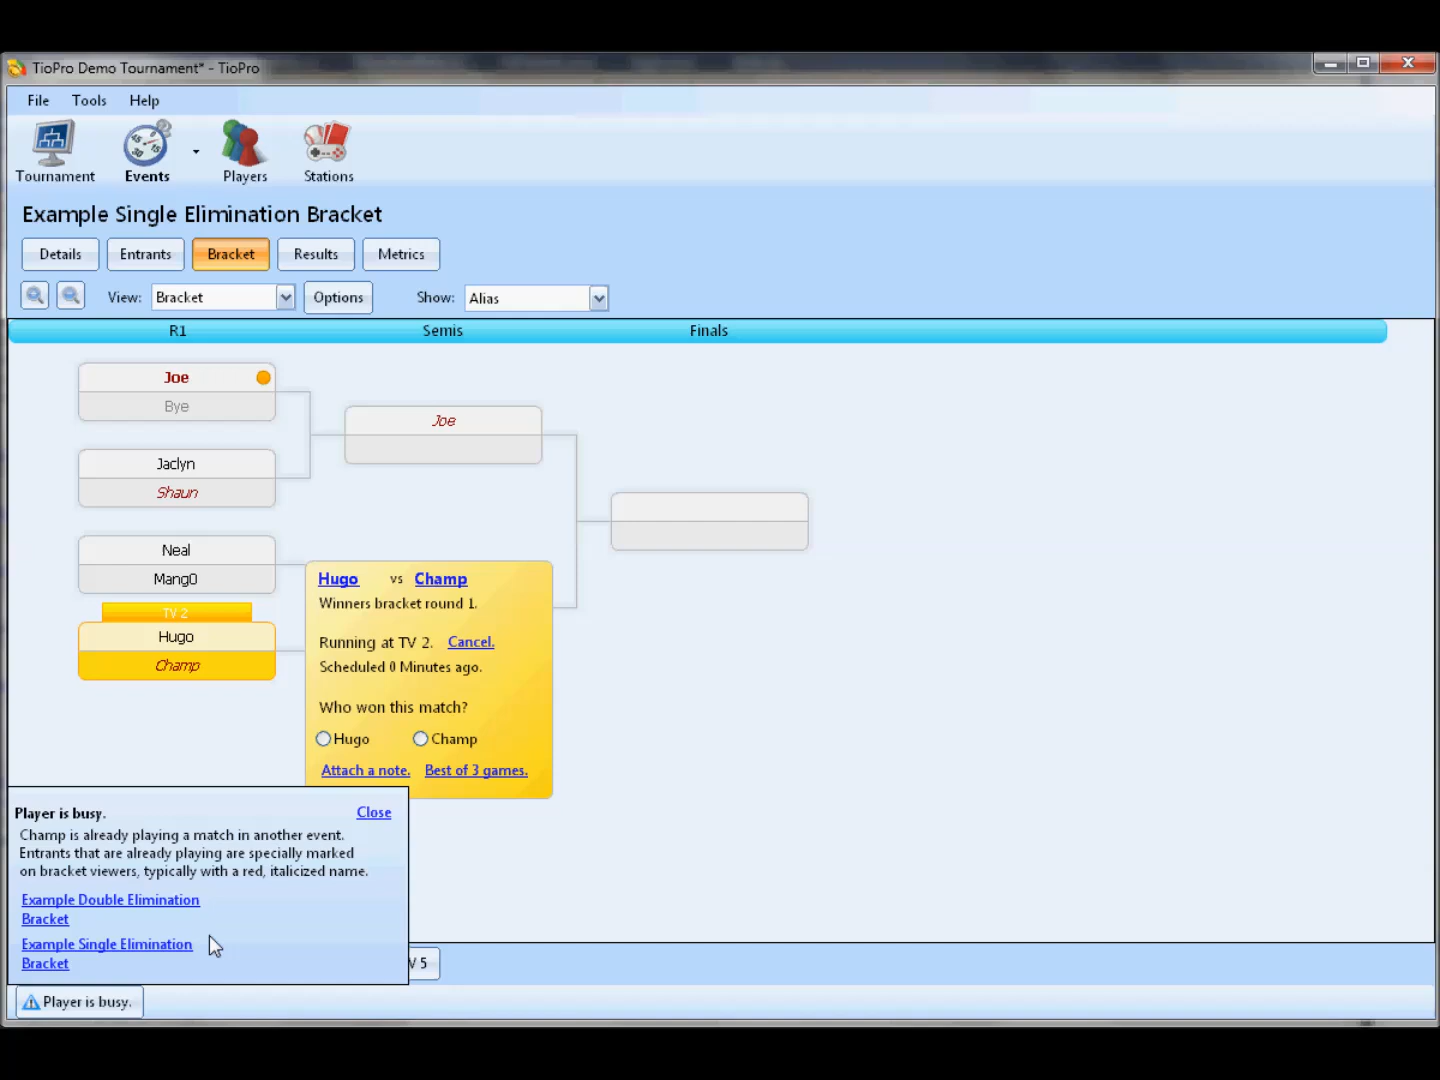 TioPro Demo Tournament* - TioPro
File Tools Help
Tournament Events Players Stations
Example Single Elimination Bracket
Details Entrants Bracket Results Metrics
View: Bracket Options Show: Alias
R1 Semis Finals
Joe
Bye
Joe
Jaclyn
Shaun
Neal
Mang0
TV 2
Hugo
Champ
Hugo vs Champ
Winners bracket round 1.
Running at TV 2. Cancel.
Scheduled 0 Minutes ago.
Who won this match?
Hugo Champ
Attach a note. Best of 3 games.
Player is busy. Close
Champ is already playing a match in another event.
Entrants that are already playing are specially marked
on bracket viewers, typically with a red, italicized name.
Example Double Elimination
Bracket
Example Single Elimination
Bracket
V 5
Player is busy.